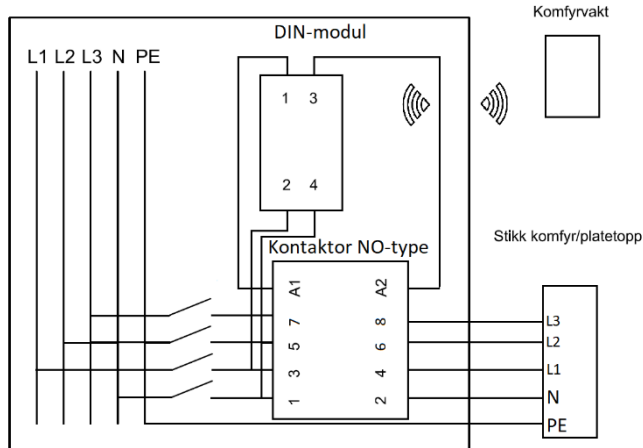 Komfyrvakt
DIN-modul
L1 L2 L3 N PE
1 3
2 4
Stikk komfyr/platetopp
Kontaktor NO-type
A1 A2
7 8
5 6
3 4
1 2
L3
L2
L1
N
PE